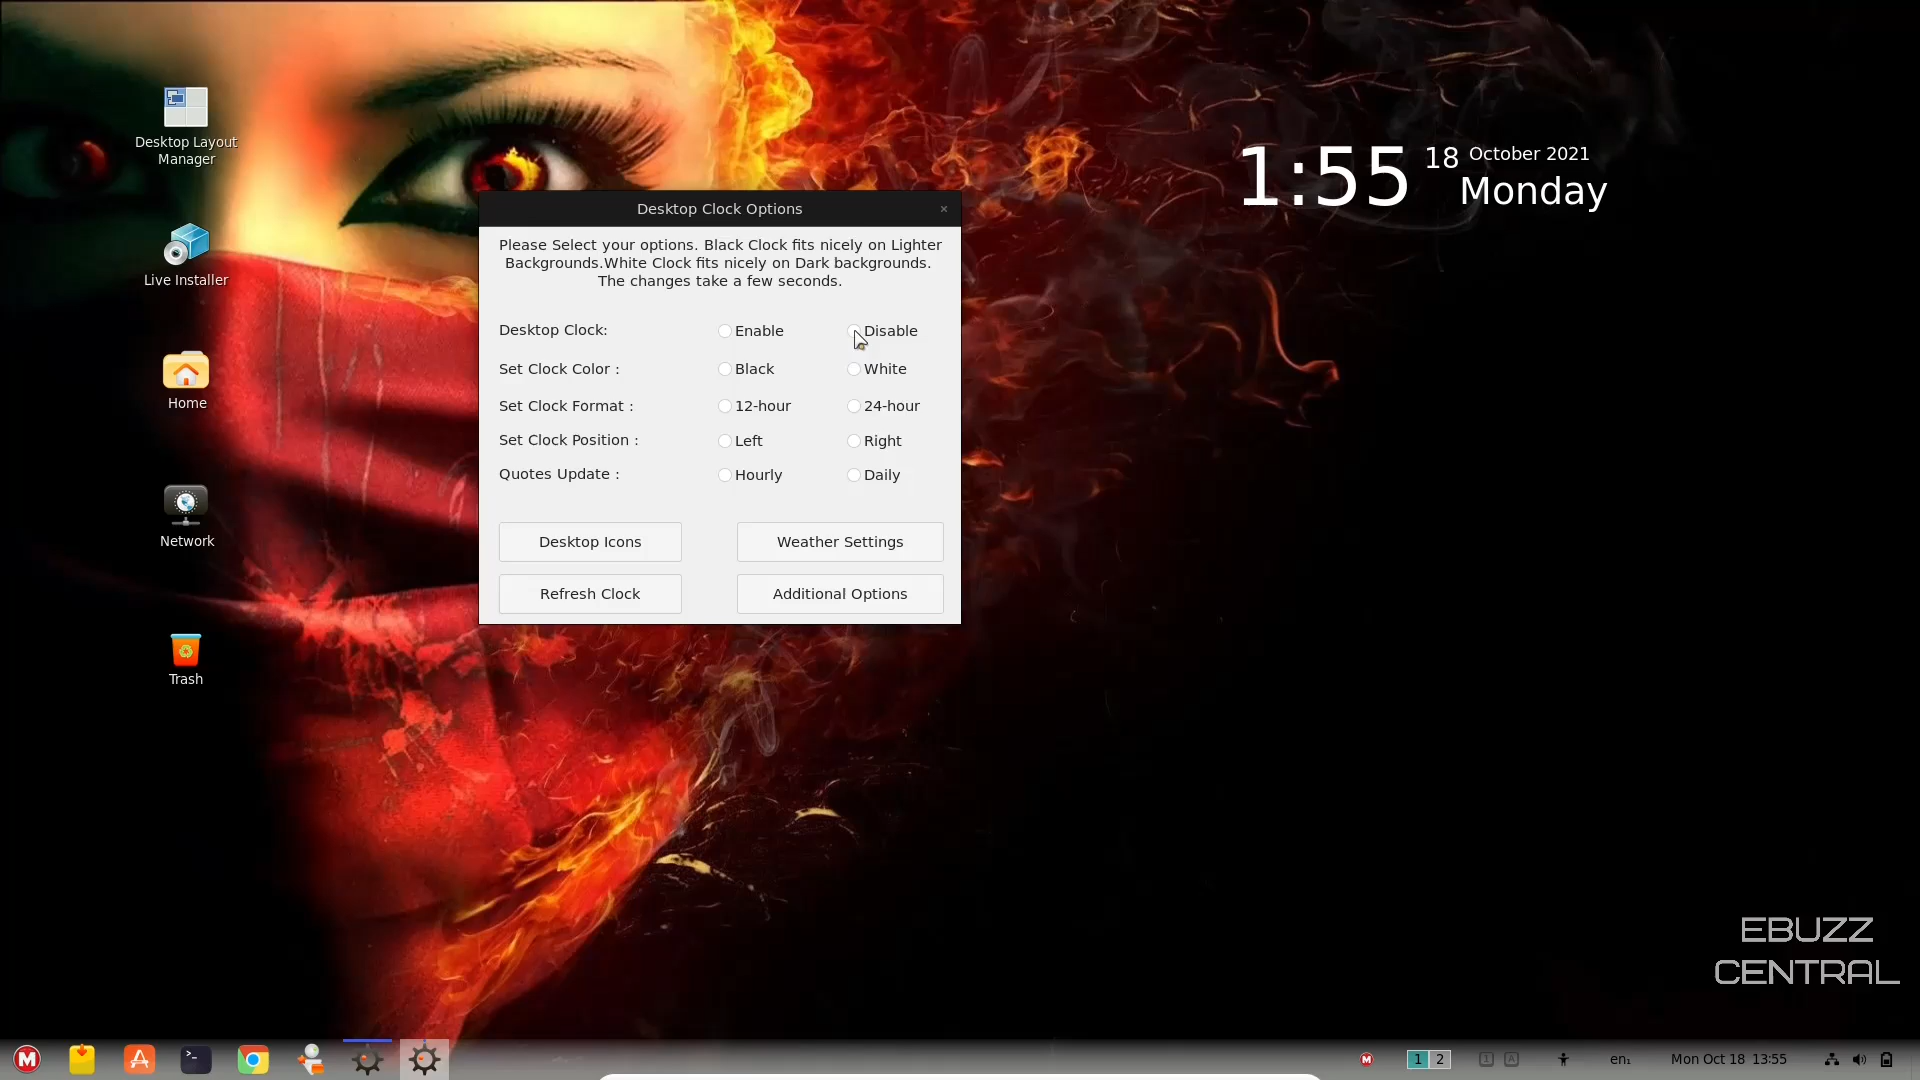 Desktop Layout
Manager
Live Installer
Home
Network
Trash
Desktop Clock Options
×
Please Select your options. Black Clock fits nicely on Lighter
Backgrounds.White Clock fits nicely on Dark backgrounds.
The changes take a few seconds.
Desktop Clock: Enable Disable
Set Clock Color : Black White
Set Clock Format : 12-hour 24-hour
Set Clock Position : Left Right
Quotes Update : Hourly Daily
Desktop Icons Weather Settings
Refresh Clock Additional Options
1:55 18 October 2021
Monday
EBUZZ
CENTRAL
M A >_ M 1 2 1 A en₁ Mon Oct 18 13:55